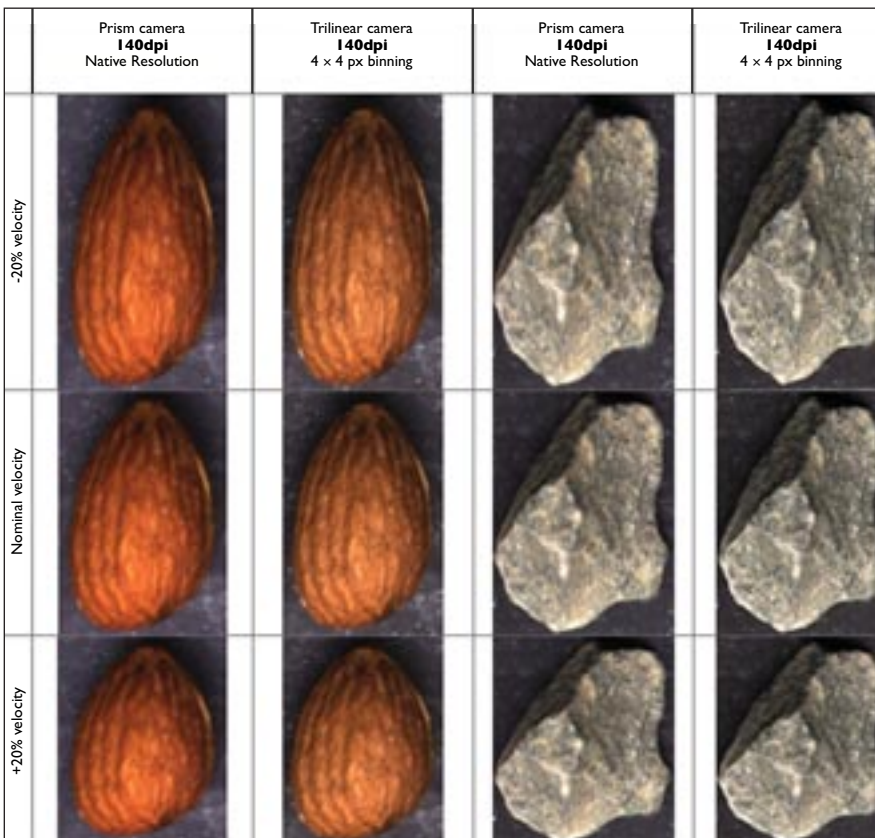 Prism camera
140dpi
Native Resolution
Trilinear camera
140dpi
4 × 4 px binning
Prism camera
140dpi
Native Resolution
Trilinear camera
140dpi
4 × 4 px binning
-20% velocity
Nominal velocity
+20% velocity